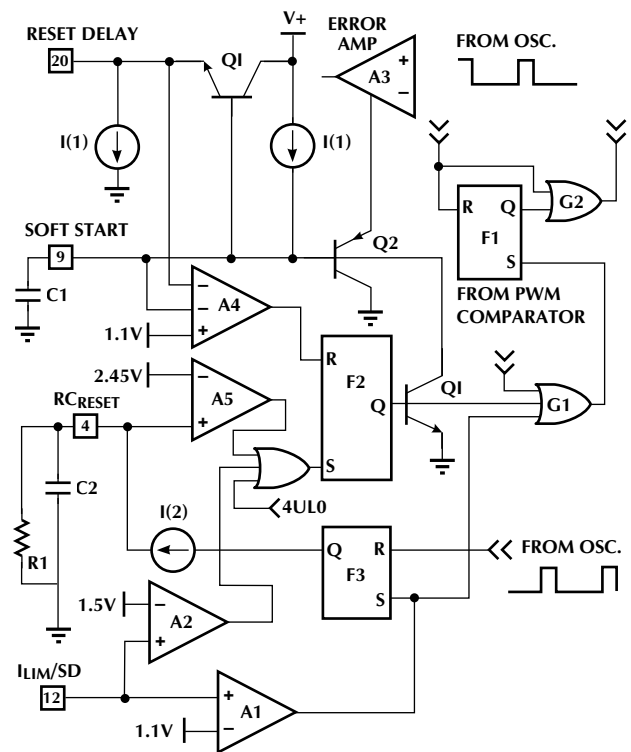 V+
ERROR
AMP
RESET DELAY
20
Q1
A3
+
−
FROM OSC.
I(1)
I(1)
R
Q
F1
S
G2
SOFT START
9
Q2
C1
−
−
+
A4
1.1V
FROM PWM
COMPARATOR
2.45V
−
+
A5
R
F2
Q
S
Q1
G1
RCRESET
4
C2
R1
4UL0
I(2)
Q
R
F3
S
FROM OSC.
1.5V
−
+
A2
ILIM/SD
12
+
−
A1
1.1V